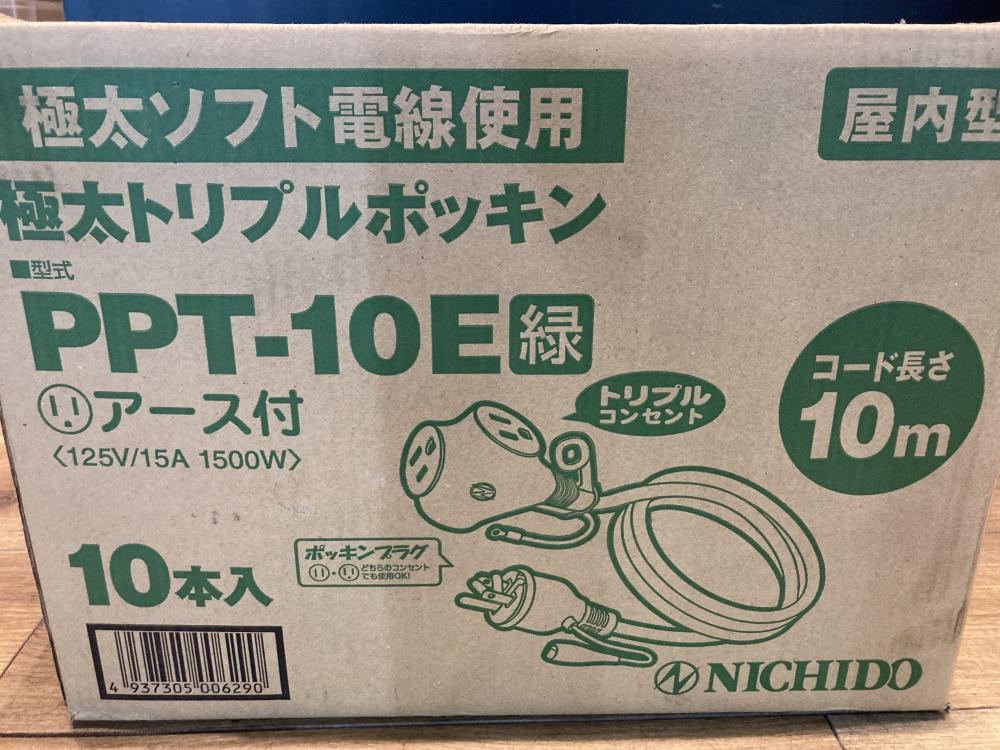 極太ソフト電線使用
屋内型
極太トリプルポッキン
■型式
PPT-10E 緑
アース付
〈125V/15A 1500W〉
トリプル
コンセント
コード長さ
10m
ポッキンプラグ
どちらのコンセント
でも使用OK!
10本入
4 937305 006290
NICHIDO